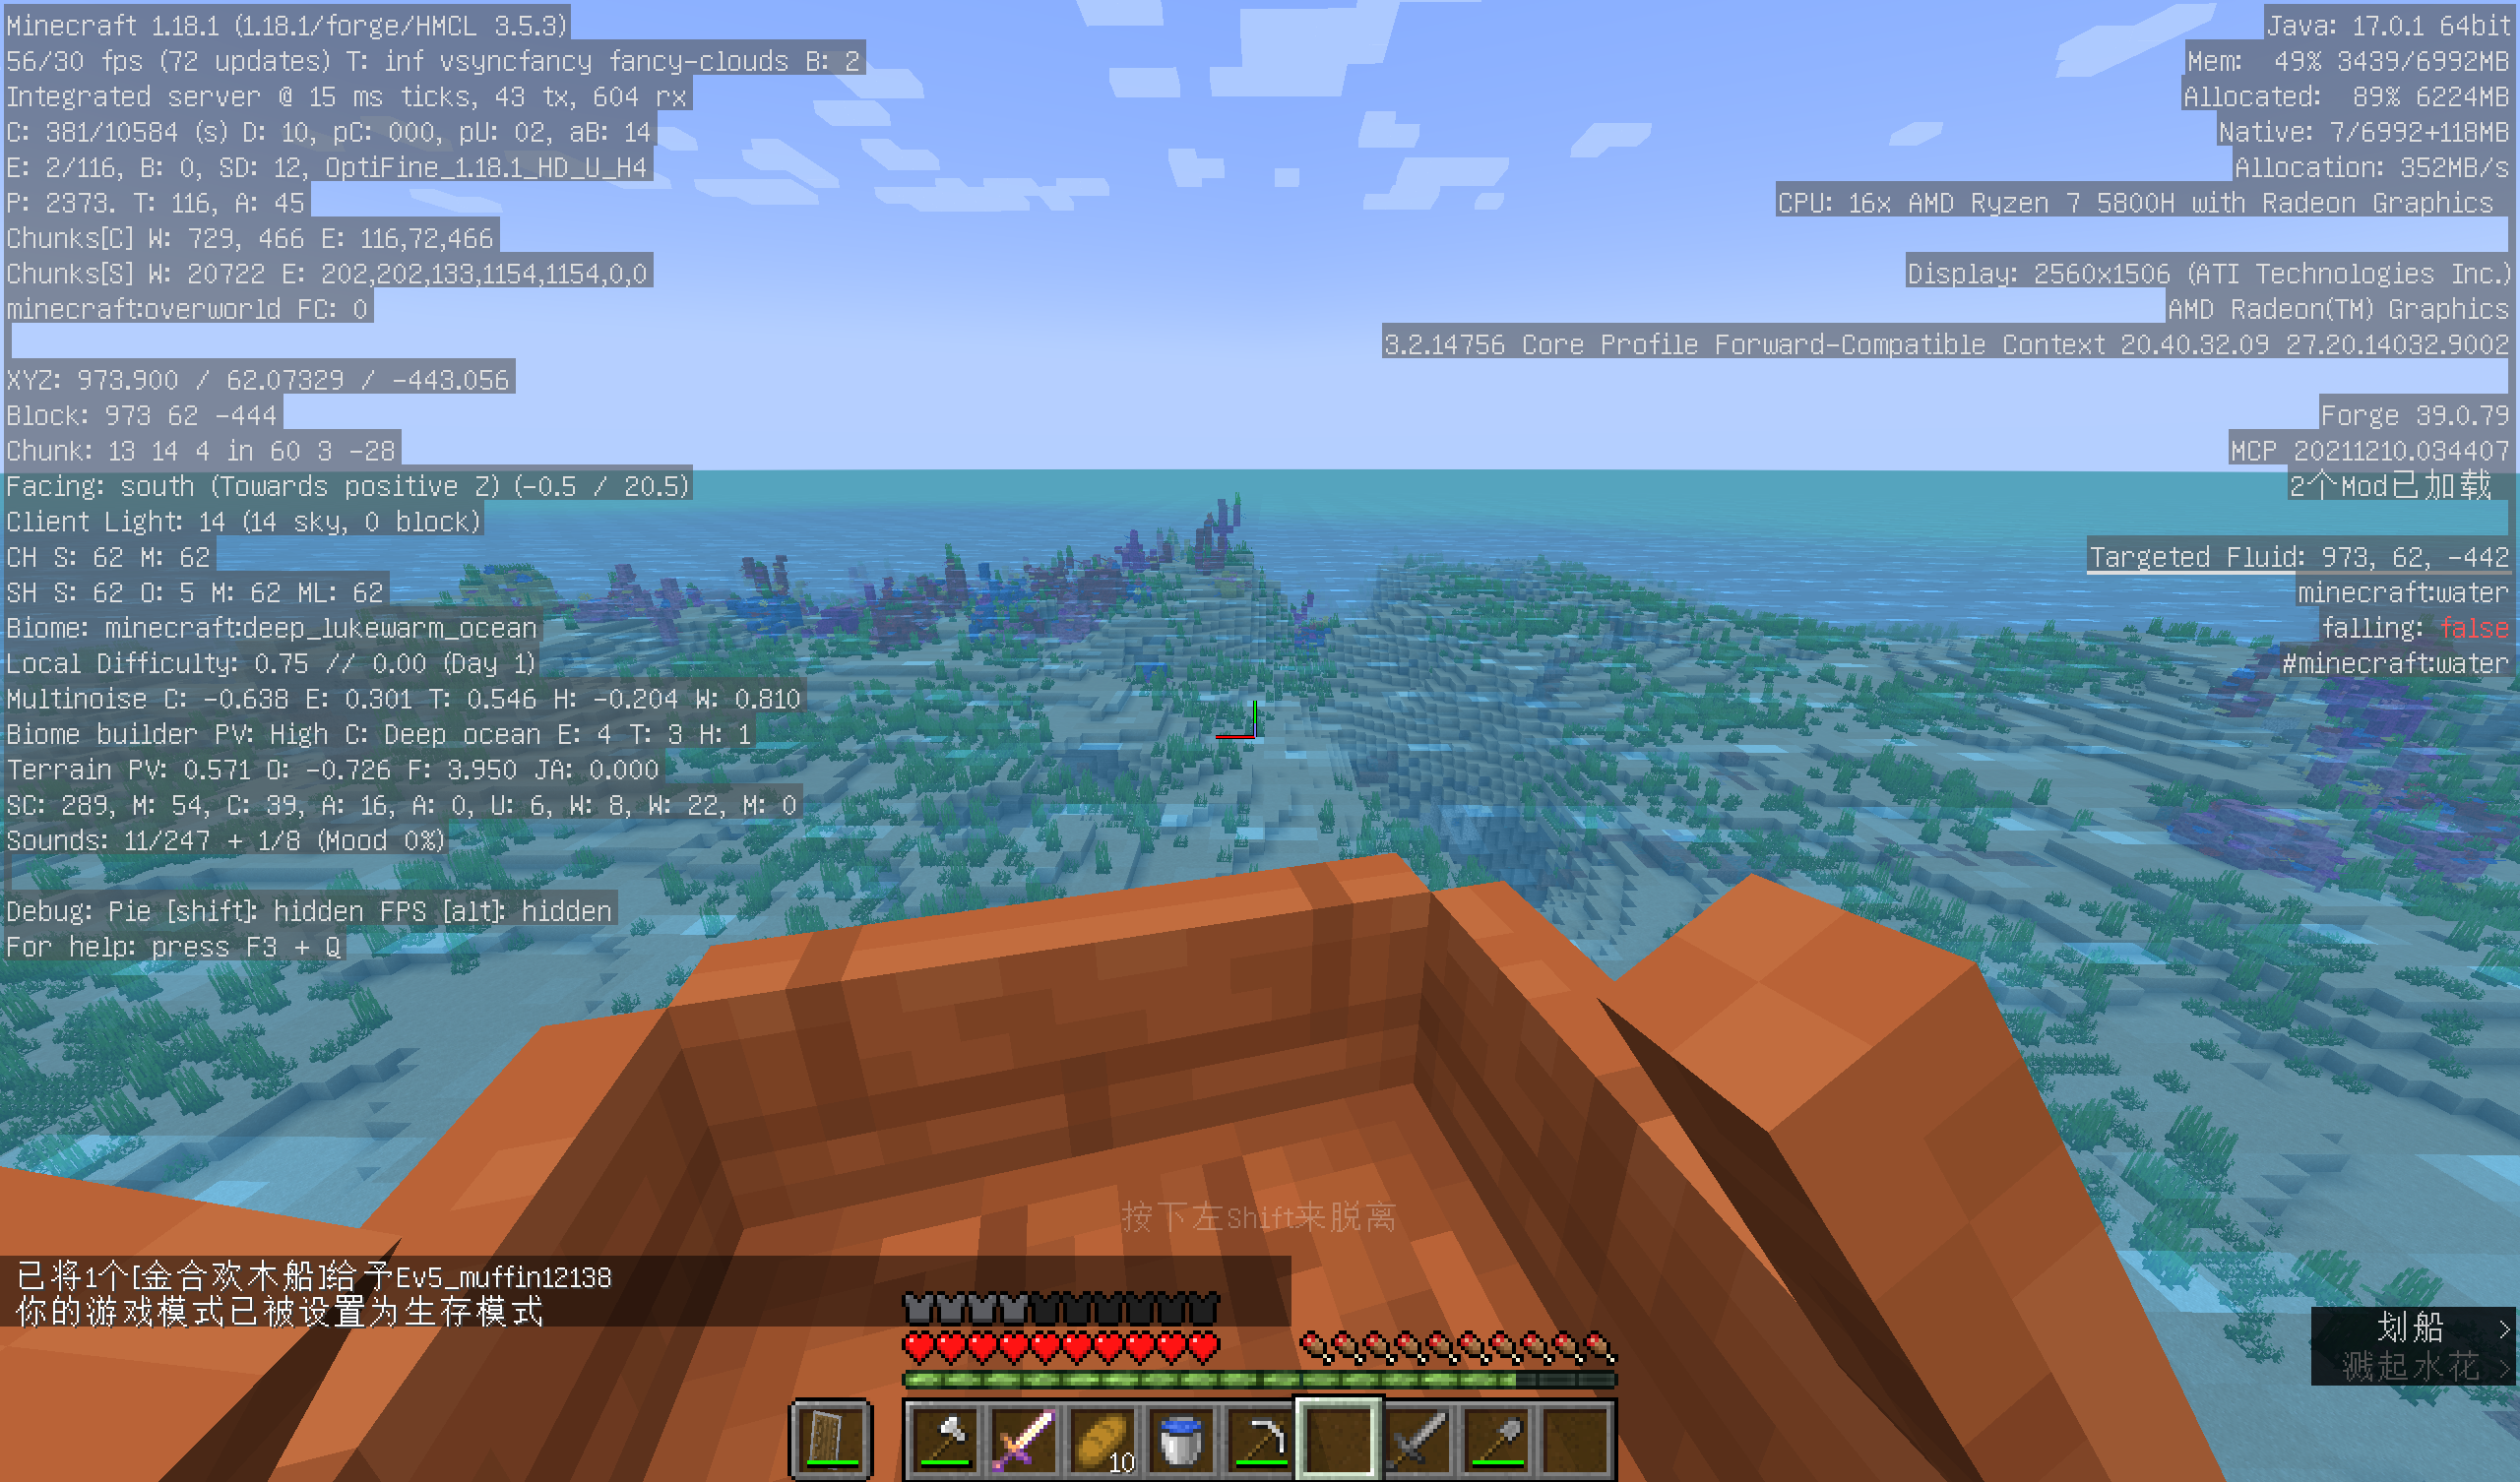 Minecraft 1.18.1 (1.18.1/forge/HMCL 3.5.3)
56/30 fps (72 updates) T: inf vsyncfancy fancy-clouds B: 2
Integrated server @ 15 ms ticks, 43 tx, 604 rx
C: 381/10584 (s) D: 10, pC: 000, pU: 02, aB: 14
E: 2/116, B: 0, SD: 12, OptiFine_1.18.1_HD_U_H4
P: 2373. T: 116, A: 45
Chunks[C] W: 729, 466 E: 116,72,466
Chunks[S] W: 20722 E: 202,202,133,1154,1154,0,0
minecraft:overworld FC: 0
XYZ: 973.900 / 62.07329 / -443.056
Block: 973 62 -444
Chunk: 13 14 4 in 60 3 -28
Facing: south (Towards positive Z) (-0.5 / 20.5)
Client Light: 14 (14 sky, 0 block)
CH S: 62 M: 62
SH S: 62 O: 5 M: 62 ML: 62
Biome: minecraft:deep_lukewarm_ocean
Local Difficulty: 0.75 // 0.00 (Day 1)
Multinoise C: -0.638 E: 0.301 T: 0.546 H: -0.204 W: 0.810
Biome builder PV: High C: Deep ocean E: 4 T: 3 H: 1
Terrain PV: 0.571 O: -0.726 F: 3.950 JA: 0.000
SC: 289, M: 54, C: 39, A: 16, A: 0, U: 6, W: 8, W: 22, M: 0
Sounds: 11/247 + 1/8 (Mood 0%)
Debug: Pie [shift]: hidden FPS [alt]: hidden
For help: press F3 + Q
Java: 17.0.1 64bit
Mem: 49% 3439/6992MB
Allocated: 89% 6224MB
Native: 7/6992+118MB
Allocation: 352MB/s
CPU: 16x AMD Ryzen 7 5800H with Radeon Graphics
Display: 2560x1506 (ATI Technologies Inc.)
AMD Radeon(TM) Graphics
3.2.14756 Core Profile Forward-Compatible Context 20.40.32.09 27.20.14032.9002
Forge 39.0.79
MCP 20211210.034407
2个Mod已加载
Targeted Fluid: 973, 62, -442
minecraft:water
falling: false
#minecraft:water
按下左Shift来脱离
已将1个[金合欢木船]给予Ev5_muffin12138
你的游戏模式已被设置为生存模式
划船 >
溅起水花 >
10